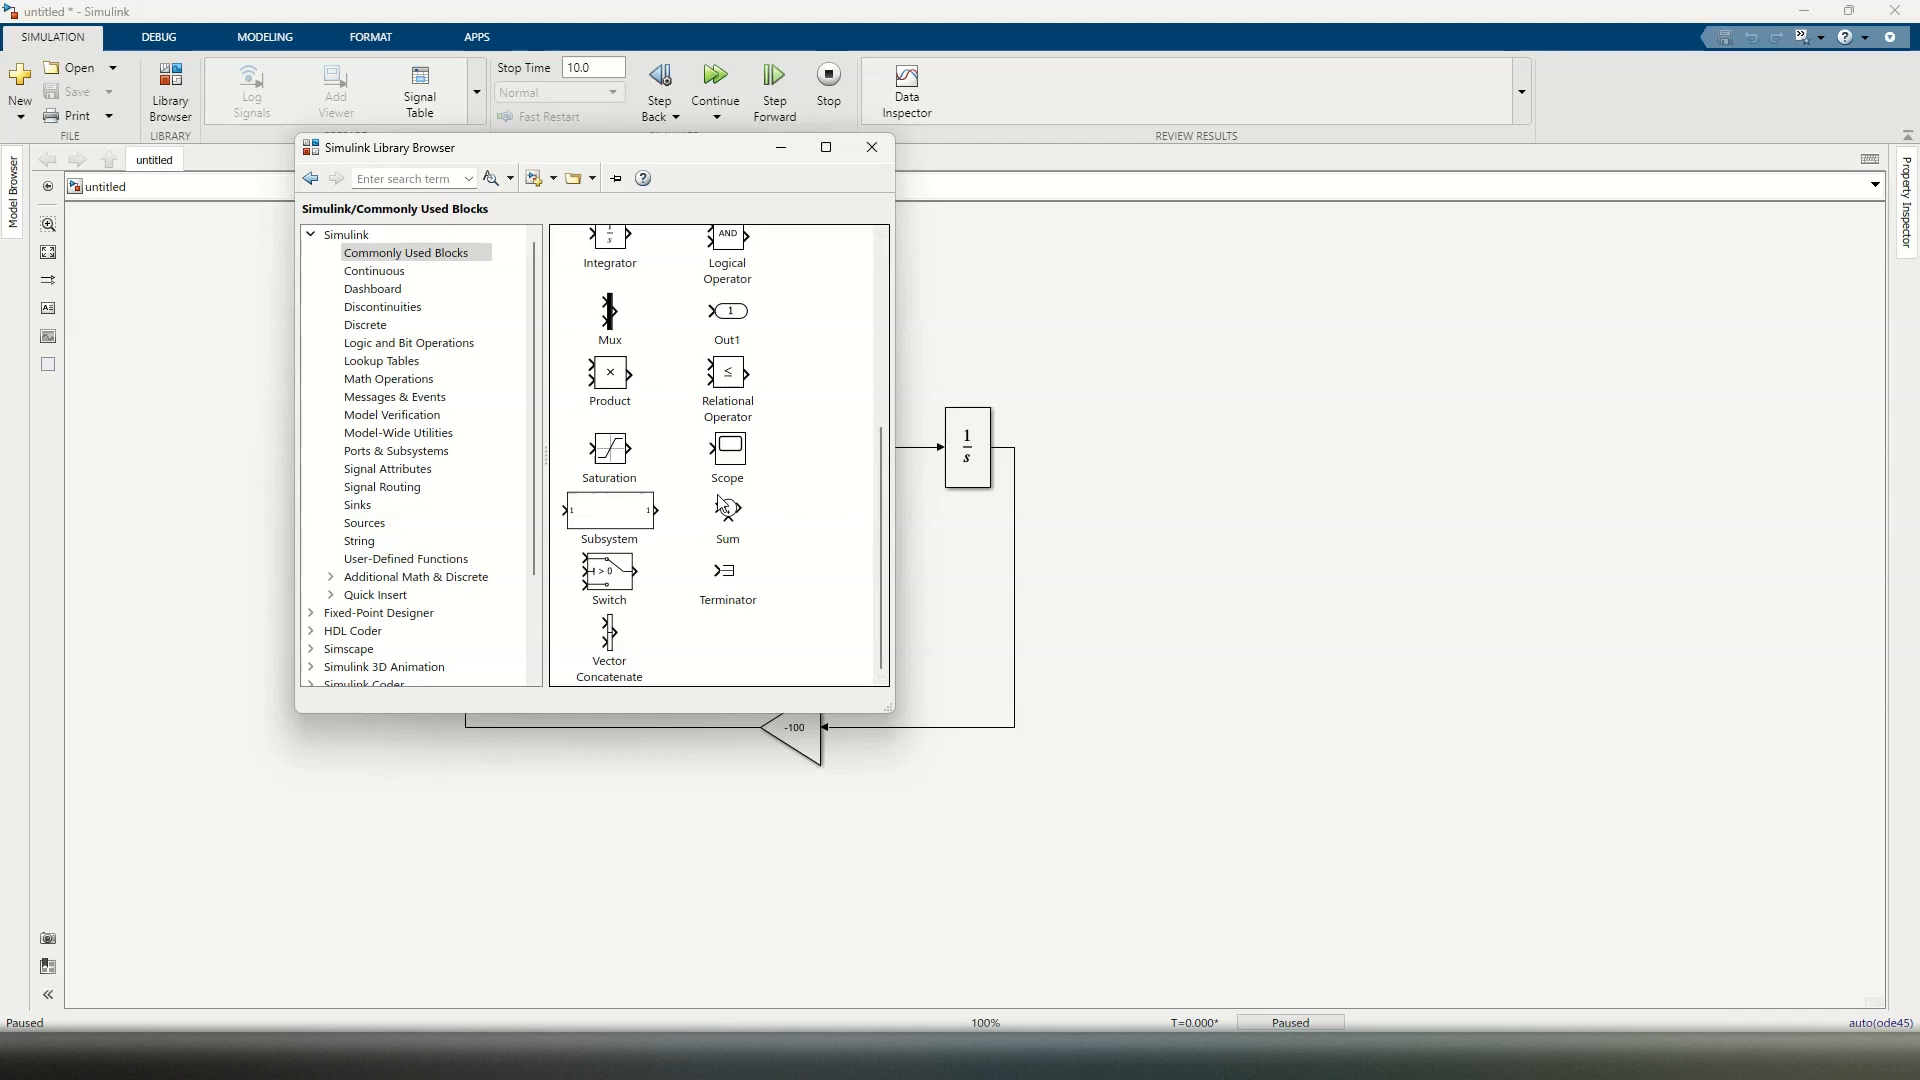 untitled * - Simulink
SIMULATION DEBUG MODELING FORMAT APPS
New
Open
Save
Print
FILE
Library
Browser
LIBRARY
Log
Signals
Add
Viewer
Signal
Table
Stop Time 10.0
Normal
Fast Restart
Step
Back
Continue
Step
Forward
Stop
Data
Inspector
REVIEW RESULTS
Model Browser
untitled
untitled
Property Inspector
Simulink Library Browser
Enter search term
Simulink/Commonly Used Blocks
Simulink
Commonly Used Blocks
Continuous
Dashboard
Discontinuities
Discrete
Logic and Bit Operations
Lookup Tables
Math Operations
Messages & Events
Model Verification
Model-Wide Utilities
Ports & Subsystems
Signal Attributes
Signal Routing
Sinks
Sources
String
User-Defined Functions
Additional Math & Discrete
Quick Insert
Fixed-Point Designer
HDL Coder
Simscape
Simulink 3D Animation
Simulink Coder
s
Integrator
AND
Logical
Operator
Mux
1
Out1
×
Product
≤
Relational
Operator
Saturation
Scope
1 1
Subsystem
Sum
> 0
Switch
Terminator
Vector
Concatenate
1
s
-100
Paused
100%
T=0.000*
Paused
auto(ode45)